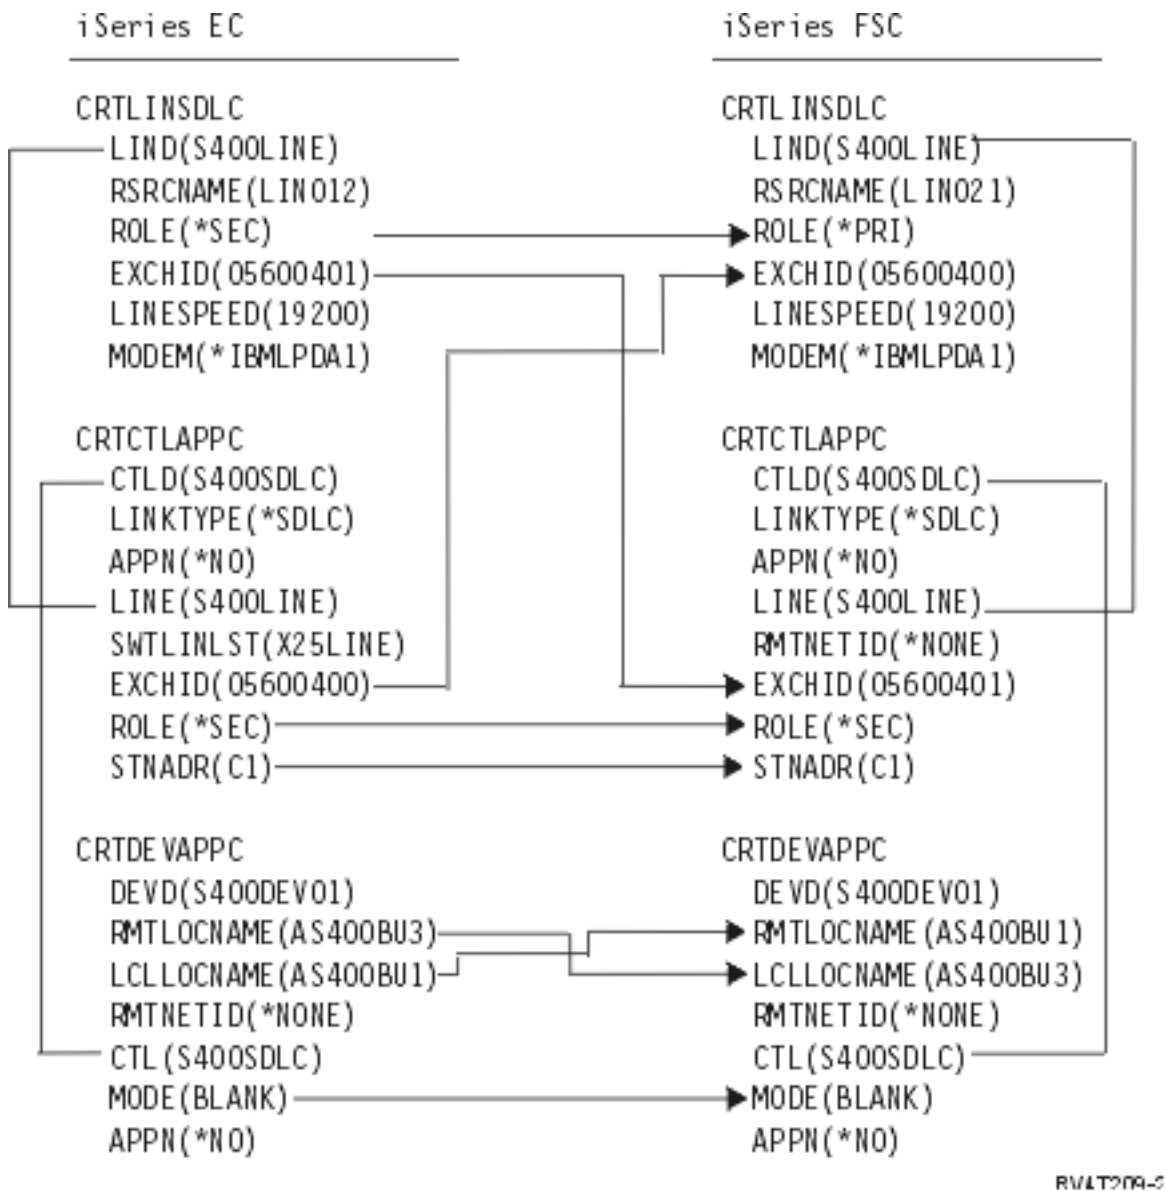 iSeries EC
CRTLINSDLC
LIND(S400LINE)
RSRCNAME(LIN012)
ROLE(*SEC)
EXCHID(05600401)
LINESPEED(19200)
MODEM(*IBMLPDA1)
CRTCTLAPPC
CTLD(S400SDLC)
LINKTYPE(*SDLC)
APPN(*NO)
LINE(S400LINE)
SWTLINLST(X25LINE)
EXCHID(05600400)
ROLE(*SEC)
STNADR(C1)
CRTDEVAPPC
DEVD(S400DEV01)
RMTLOCNAME(AS400BU3)
LCLLOCNAME(AS400BU1)
RMTNETID(*NONE)
CTL(S400SDLC)
MODE(BLANK)
APPN(*NO)
iSeries FSC
CRTLINSDLC
LIND(S400LINE)
RSRCNAME(LIN021)
ROLE(*PRI)
EXCHID(05600400)
LINESPEED(19200)
MODEM(*IBMLPDA1)
CRTCTLAPPC
CTLD(S400SDLC)
LINKTYPE(*SDLC)
APPN(*NO)
LINE(S400LINE)
RMTNETID(*NONE)
EXCHID(05600401)
ROLE(*SEC)
STNADR(C1)
CRTDEVAPPC
DEVD(S400DEV01)
RMTLOCNAME(AS400BU1)
LCLLOCNAME(AS400BU3)
RMTNETID(*NONE)
CTL(S400SDLC)
MODE(BLANK)
APPN(*NO)